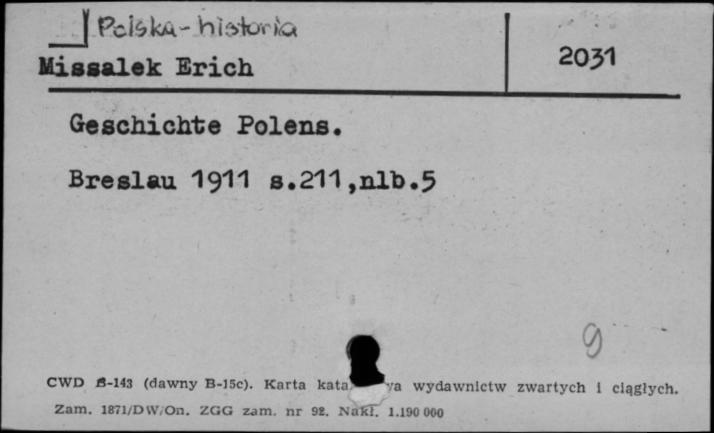 Polska-historia
Missalek Erich
2031
Geschichte Polens.
Breslau 1911 s.211,nlb.5
9
CWD B-143 (dawny B-15c). Karta kata wydawnictw zwartych i ciągłych.
Zam. 1871/DW/On. ZGG zam. nr 92. Nakł. 1.190 000